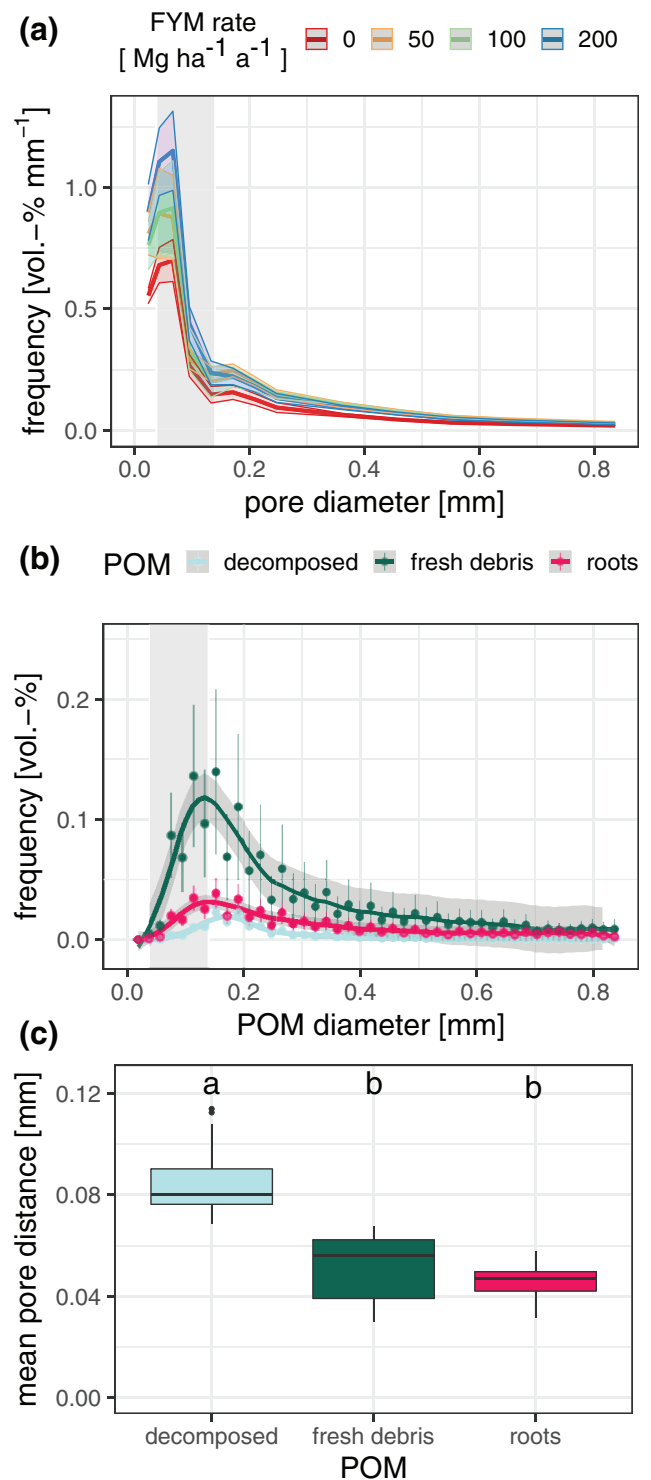 (a) FYM rate
[ Mg ha⁻¹ a⁻¹ ] 0 50 100 200
frequency [vol.−% mm⁻¹]
1.0
0.5
0.0
0.0 0.2 0.4 0.6 0.8
pore diameter [mm]
(b) POM decomposed fresh debris roots
frequency [vol.−%]
0.2
0.1
0.0
0.0 0.2 0.4 0.6 0.8
POM diameter [mm]
(c)
mean pore distance [mm]
a b b
0.12
0.08
0.04
0.00
decomposed fresh debris roots
POM